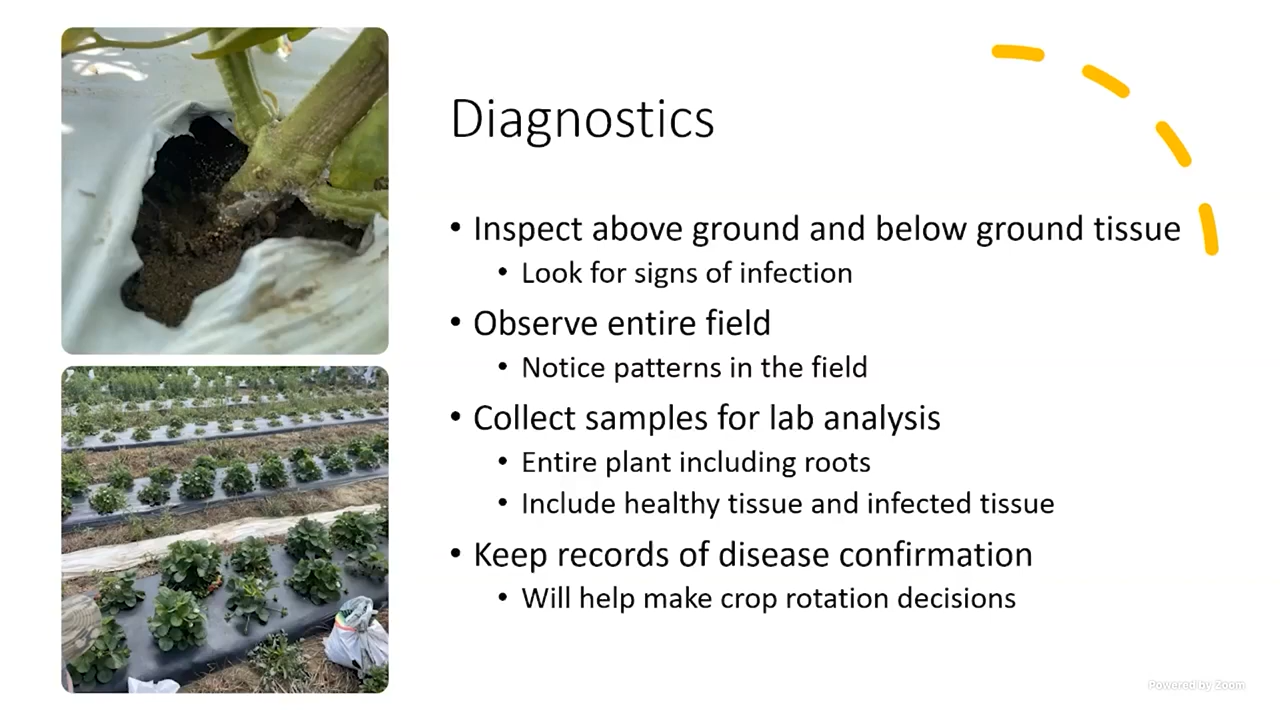 Diagnostics
• Inspect above ground and below ground tissue
• Look for signs of infection
• Observe entire field
• Notice patterns in the field
• Collect samples for lab analysis
• Entire plant including roots
• Include healthy tissue and infected tissue
• Keep records of disease confirmation
• Will help make crop rotation decisions
Powered by Zoom